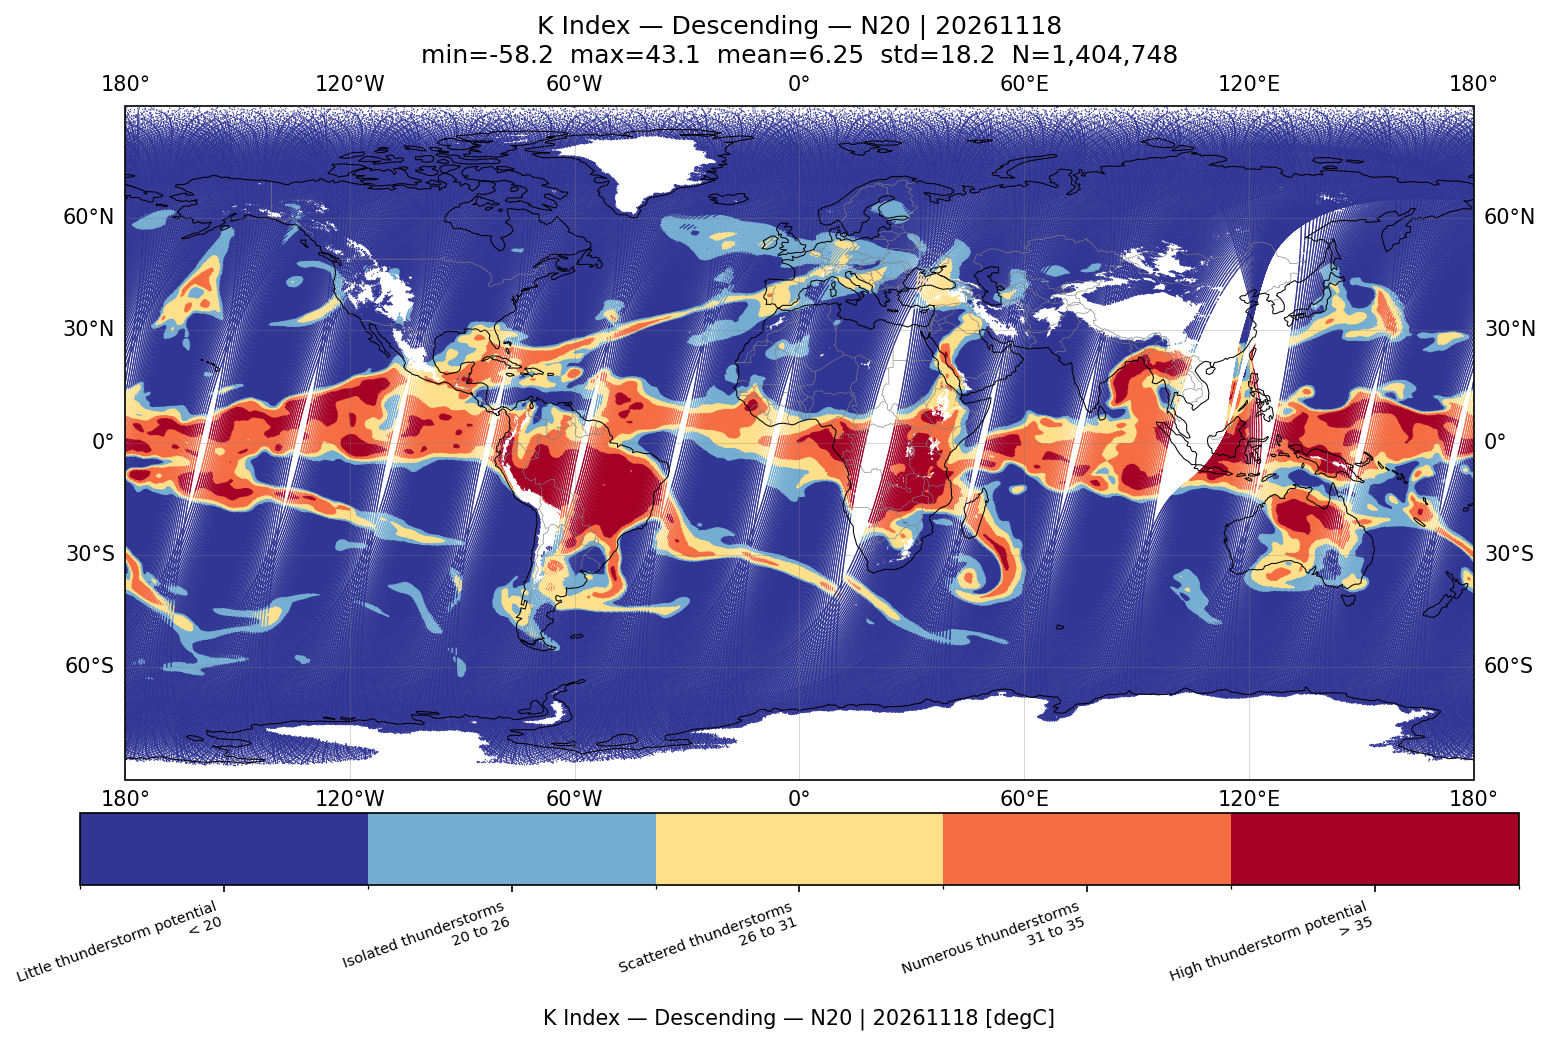 K Index — Descending — N20 | 20261118
min=-58.2 max=43.1 mean=6.25 std=18.2 N=1,404,748
180° 120°W 60°W 0° 60°E 120°E 180°
60°N 60°N
30°N 30°N
0° 0°
30°S 30°S
60°S 60°S
180° 120°W 60°W 0° 60°E 120°E 180°
Little thunderstorm potential
< 20
Isolated thunderstorms
20 to 26
Scattered thunderstorms
26 to 31
Numerous thunderstorms
31 to 35
High thunderstorm potential
> 35
K Index — Descending — N20 | 20261118 [degC]